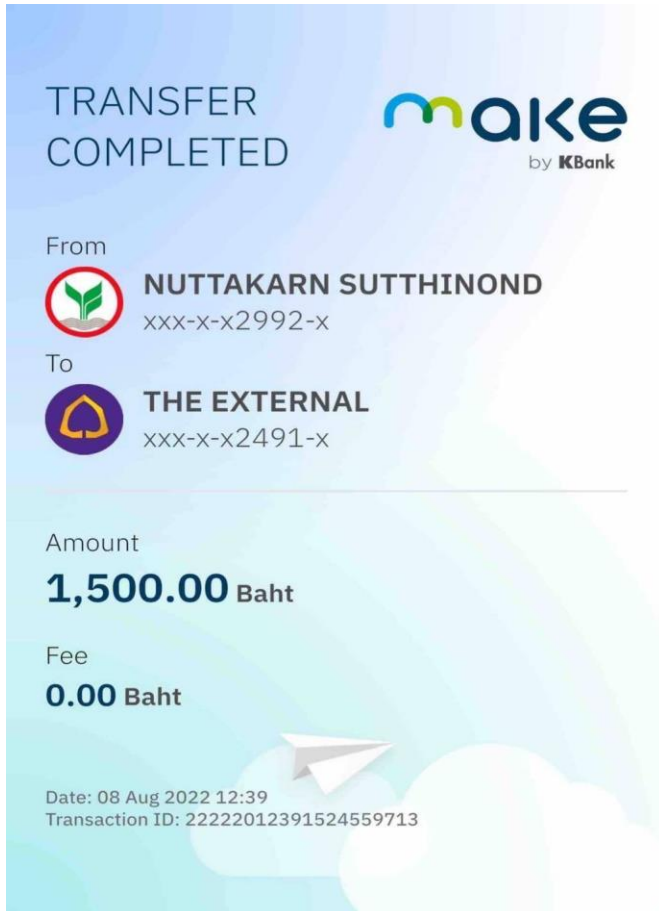 TRANSFER
COMPLETED
make
by KBank
From
NUTTAKARN SUTTHINOND
xxx-x-x2992-x
To
THE EXTERNAL
xxx-x-x2491-x
Amount
1,500.00 Baht
Fee
0.00 Baht
Date: 08 Aug 2022 12:39
Transaction ID: 22222012391524559713